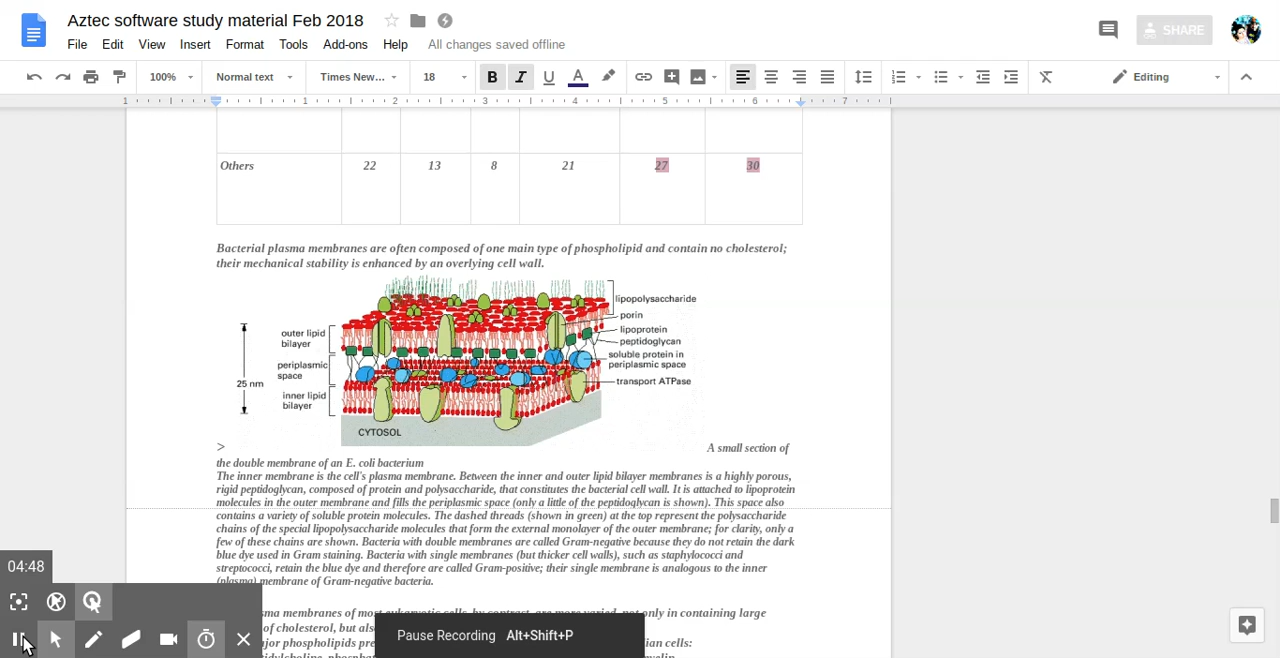 Aztec software study material Feb 2018
File Edit View Insert Format Tools Add-ons Help All changes saved offline
SHARE
100% Normal text Times New... 18 B I U A Editing
1 1 2 3 4 5 6 7
Others 22 13 8 21 27 30
Bacterial plasma membranes are often composed of one main type of phospholipid and contain no cholesterol;
their mechanical stability is enhanced by an overlying cell wall.
lipopolysaccharide
porin
outer lipid
bilayer
lipoprotein
peptidoglycan
soluble protein in
periplasmic space
periplasmic
space
25 nm
transport ATPase
inner lipid
bilayer
CYTOSOL
> A small section of
the double membrane of an E. coli bacterium
The inner membrane is the cell's plasma membrane. Between the inner and outer lipid bilayer membranes is a highly porous,
rigid peptidoglycan, composed of protein and polysaccharide, that constitutes the bacterial cell wall. It is attached to lipoprotein
molecules in the outer membrane and fills the periplasmic space (only a little of the peptidoglycan is shown). This space also
contains a variety of soluble protein molecules. The dashed threads (shown in green) at the top represent the polysaccharide
chains of the special lipopolysaccharide molecules that form the external monolayer of the outer membrane; for clarity, only a
few of these chains are shown. Bacteria with double membranes are called Gram-negative because they do not retain the dark
blue dye used in Gram staining. Bacteria with single membranes (but thicker cell walls), such as staphylococci and
streptococci, retain the blue dye and therefore are called Gram-positive; their single membrane is analogous to the inner
(plasma) membrane of Gram-negative bacteria.
04:48
sma membranes of most eukaryotic cells, by contrast, are more varied, not only in containing large
of cholesterol, but als
Pause Recording Alt+Shift+P